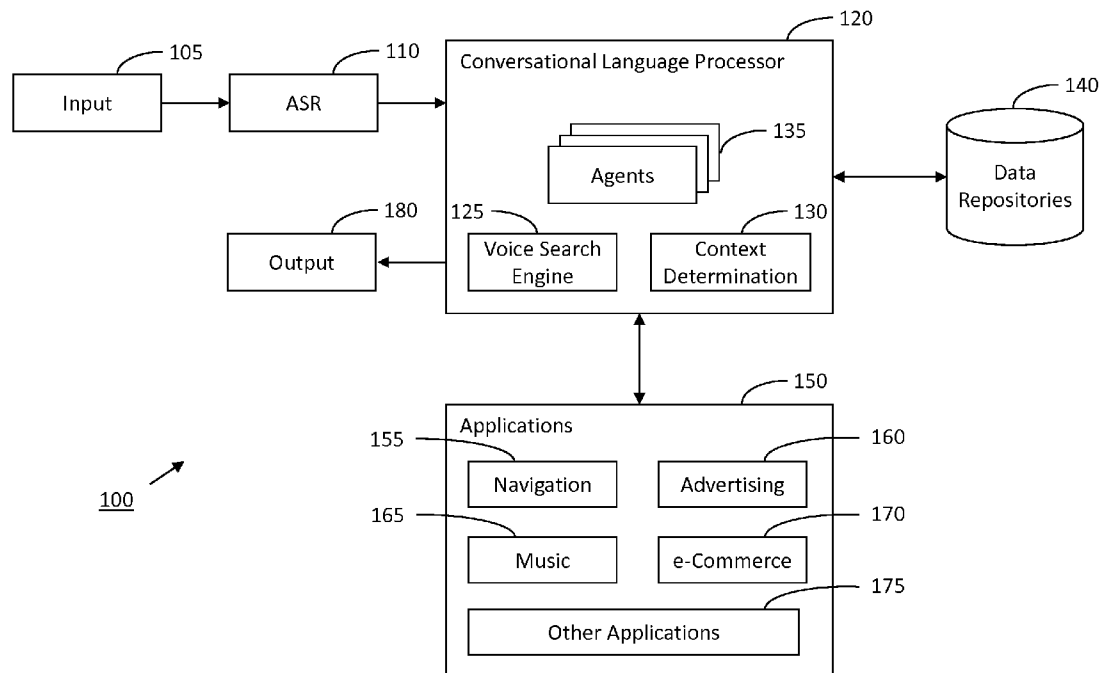 120
105
110
Conversational Language Processor
140
Input
ASR
135
Agents
Data
Repositories
180
125
130
Output
Voice Search
Engine
Context
Determination
150
Applications
155
160
Navigation
Advertising
100
165
170
Music
e-Commerce
175
Other Applications